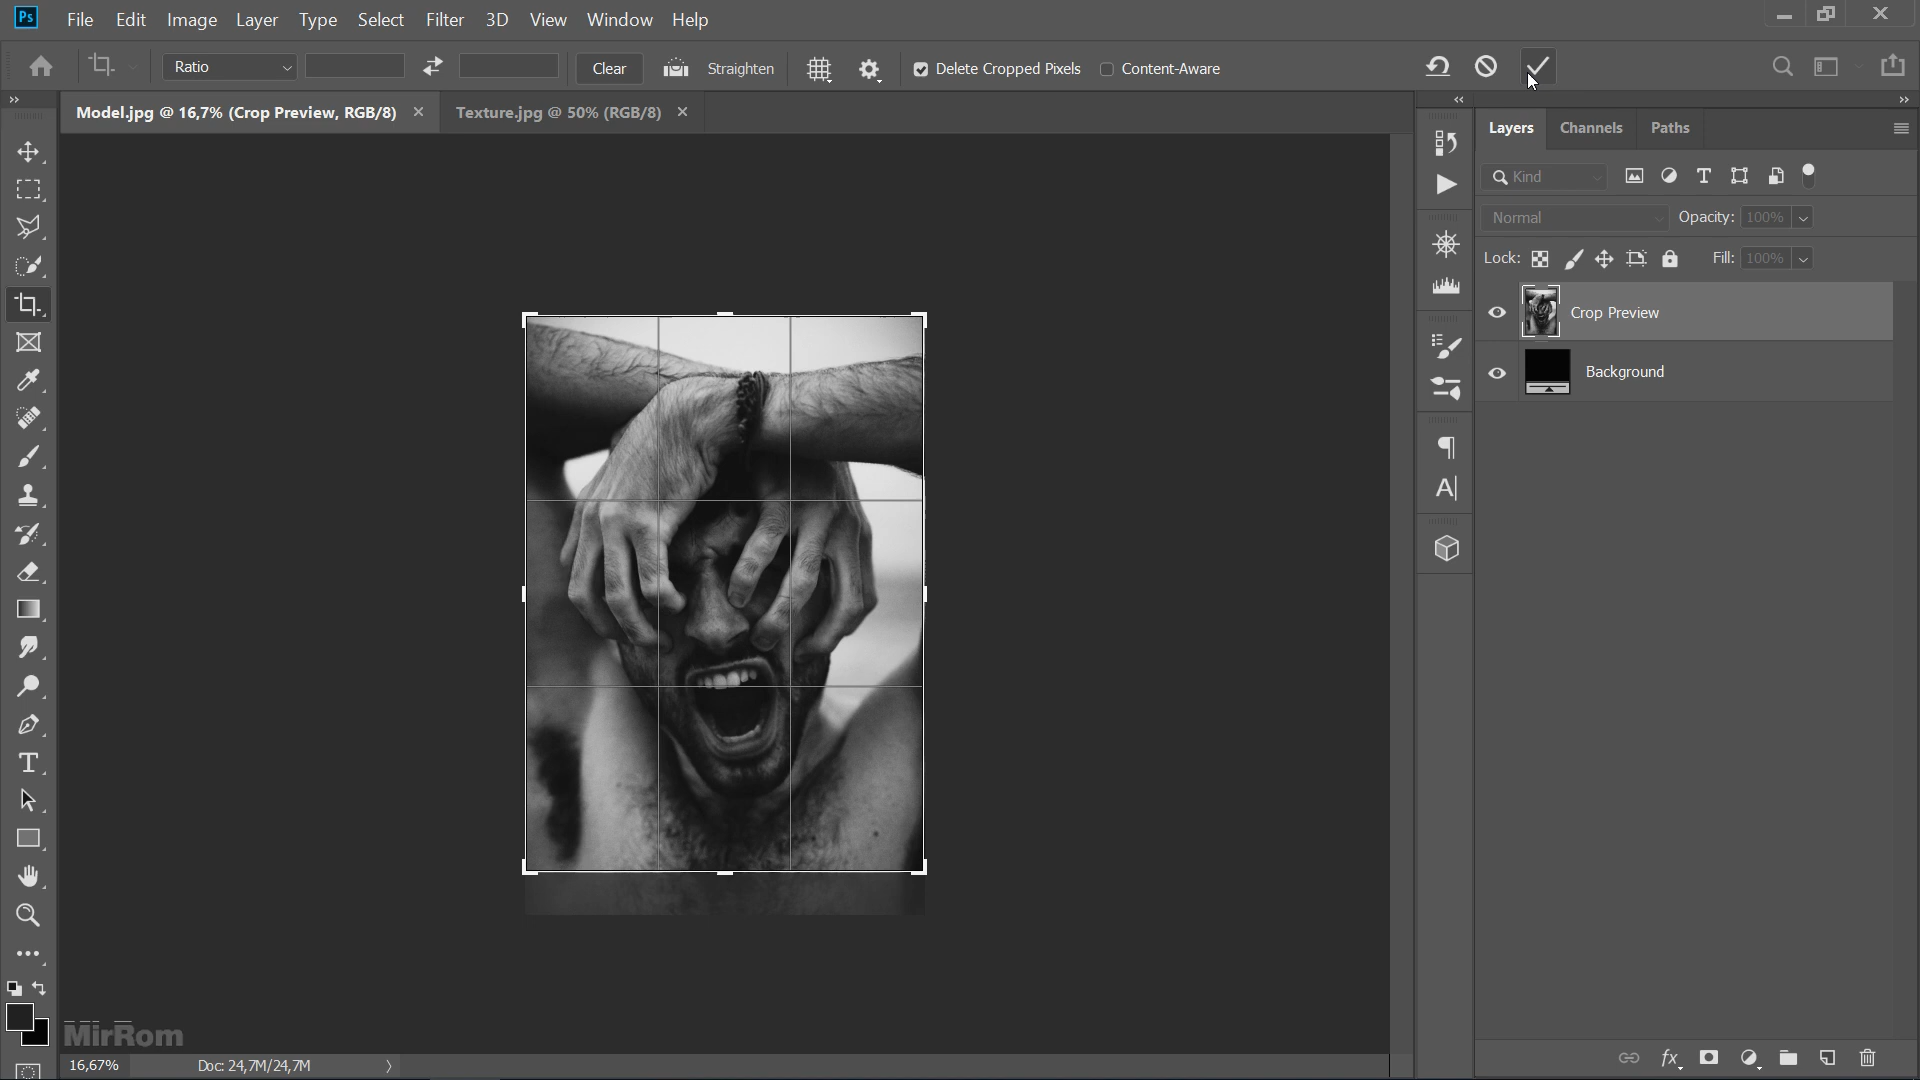 Ps File Edit Image Layer Type Select Filter 3D View Window Help
Ratio Clear Straighten Delete Cropped Pixels Content-Aware
Model.jpg @ 16,7% (Crop Preview, RGB/8) × Texture.jpg @ 50% (RGB/8) ×
Layers Channels Paths
Kind
Normal Opacity: 100%
Lock: Fill: 100%
Crop Preview
Background
MirRom
16,67% Doc: 24,7M/24,7M
fx